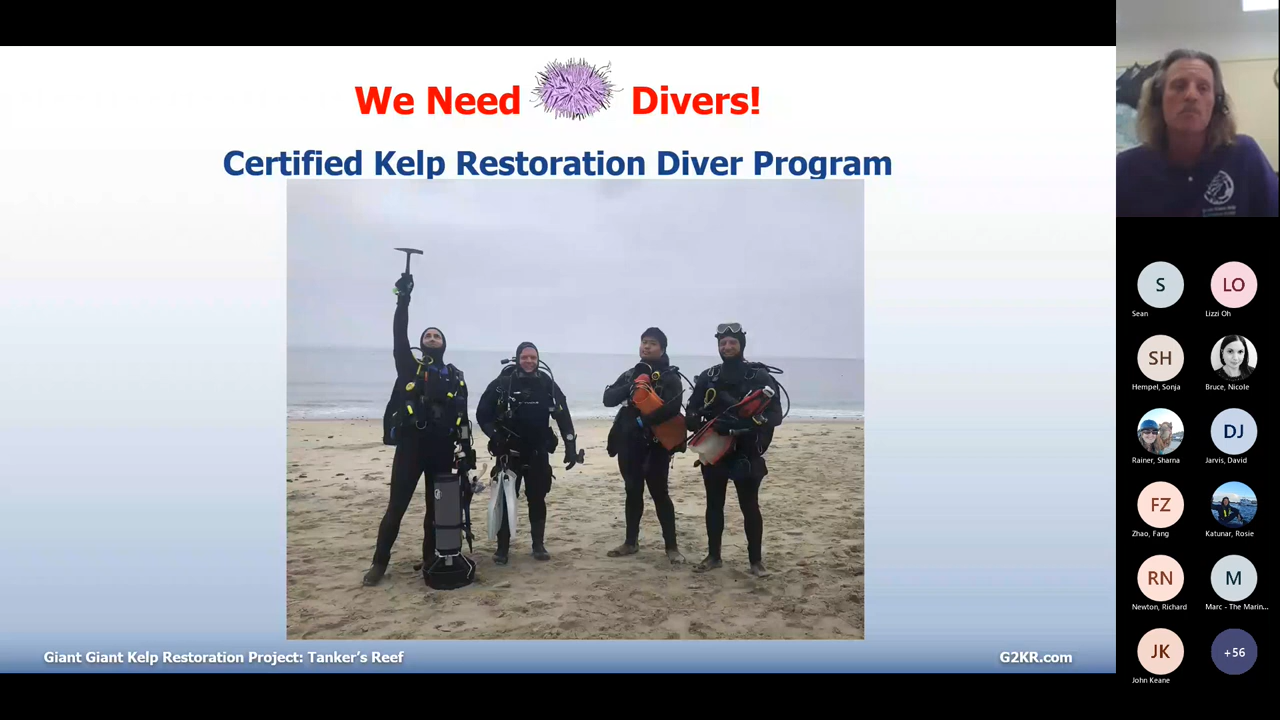 We Need Divers!
Certified Kelp Restoration Diver Program
Giant Giant Kelp Restoration Project: Tanker's Reef
G2KR.com
S
Sean
LO
Lizzi Oh
SH
Hempel, Sonja
Bruce, Nicole
Rainer, Sharna
DJ
Jarvis, David
FZ
Zhao, Fang
Katunar, Rosie
RN
Newton, Richard
M
Marc - The Marin...
JK
John Keane
+56